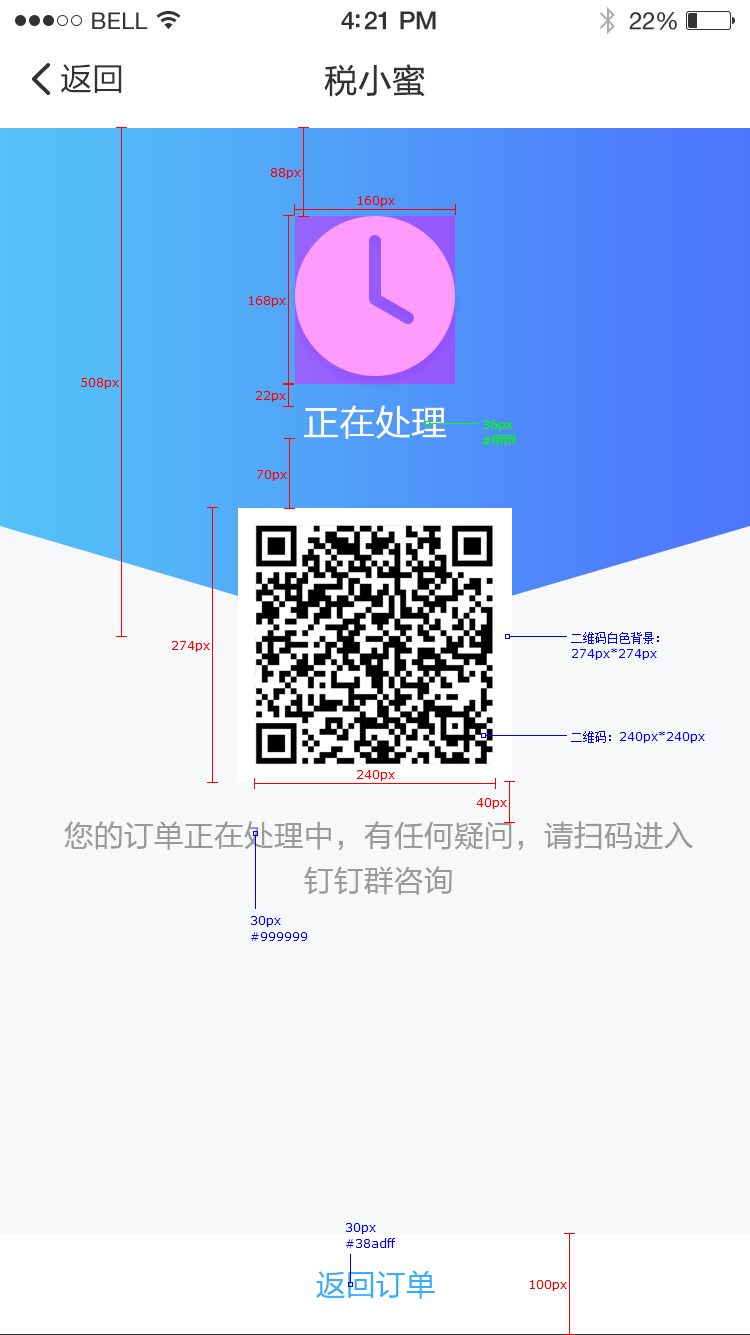 BELL 4:21 PM 22%
返回 税小蜜
88px
160px
168px
508px
22px
正在处理
36px
#ffffff
70px
274px
二维码白色背景：
274px*274px
二维码：240px*240px
240px
40px
您的订单正在处理中，有任何疑问，请扫码进入
钉钉群咨询
30px
#999999
30px
#38adff
返回订单
100px